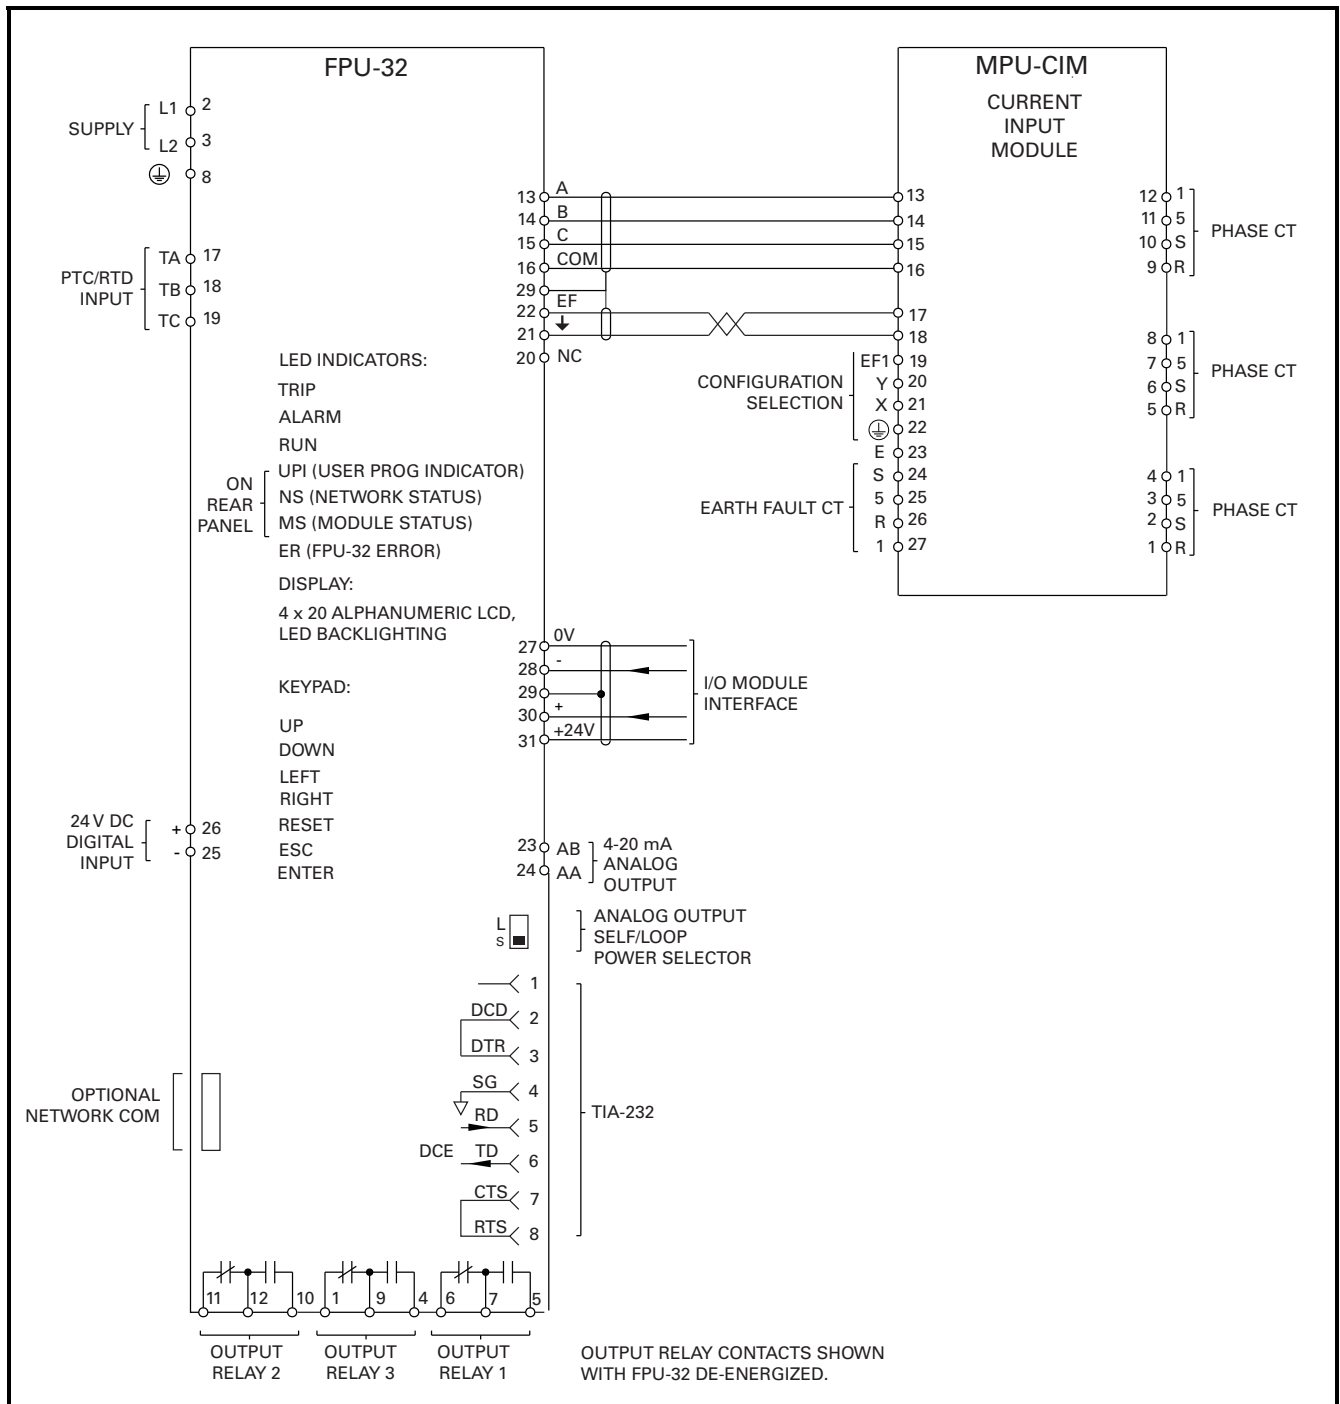 FPU-32
MPU-CIM
CURRENT
INPUT
MODULE
SUPPLY
L1 2
L2 3
8
PTC/RTD
INPUT
TA 17
TB 18
TC 19
13 A
14 B
15 C
16 COM
29
22 EF
21
20 NC
13
14
15
16
17
18
CONFIGURATION
SELECTION
EF1 19
Y 20
X 21
22
E 23
EARTH FAULT CT
S 24
5 25
R 26
1 27
12 1
11 5
10 S
9 R
PHASE CT
8 1
7 5
6 S
5 R
PHASE CT
4 1
3 5
2 S
1 R
PHASE CT
LED INDICATORS:
TRIP
ALARM
RUN
ON
REAR
PANEL
UPI (USER PROG INDICATOR)
NS (NETWORK STATUS)
MS (MODULE STATUS)
ER (FPU-32 ERROR)
DISPLAY:
4 x 20 ALPHANUMERIC LCD,
LED BACKLIGHTING
KEYPAD:
UP
DOWN
LEFT
RIGHT
RESET
ESC
ENTER
27 0V
28 -
29
30 +
31 +24V
I/O MODULE
INTERFACE
24 V DC
DIGITAL
INPUT
+ 26
- 25
23 AB
24 AA
4-20 mA
ANALOG
OUTPUT
L
S
ANALOG OUTPUT
SELF/LOOP
POWER SELECTOR
1
DCD 2
DTR 3
SG 4
RD 5
DCE TD 6
CTS 7
RTS 8
TIA-232
OPTIONAL
NETWORK COM
11 12 10 1 9 4 6 7 5
OUTPUT
RELAY 2
OUTPUT
RELAY 3
OUTPUT
RELAY 1
OUTPUT RELAY CONTACTS SHOWN
WITH FPU-32 DE-ENERGIZED.